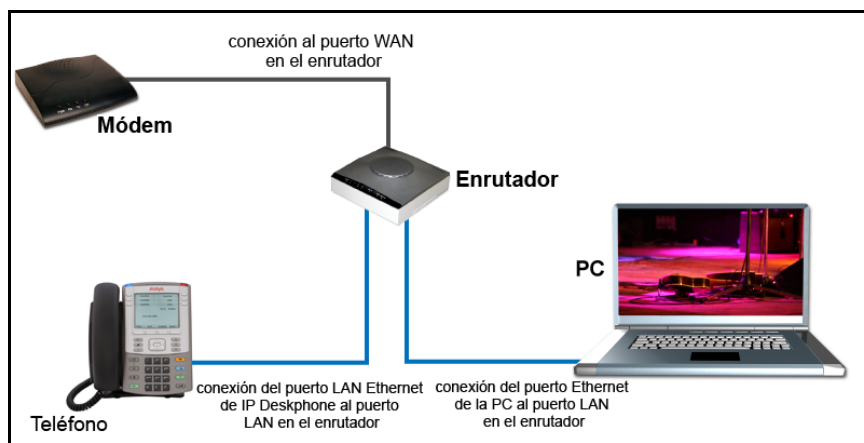 conexión al puerto WAN
en el enrutador
Módem
Enrutador
PC
AVAYA
conexión del puerto LAN Ethernet
de IP Deskphone al puerto
LAN en el enrutador
conexión del puerto Ethernet
de la PC al puerto LAN
en el enrutador
Teléfono